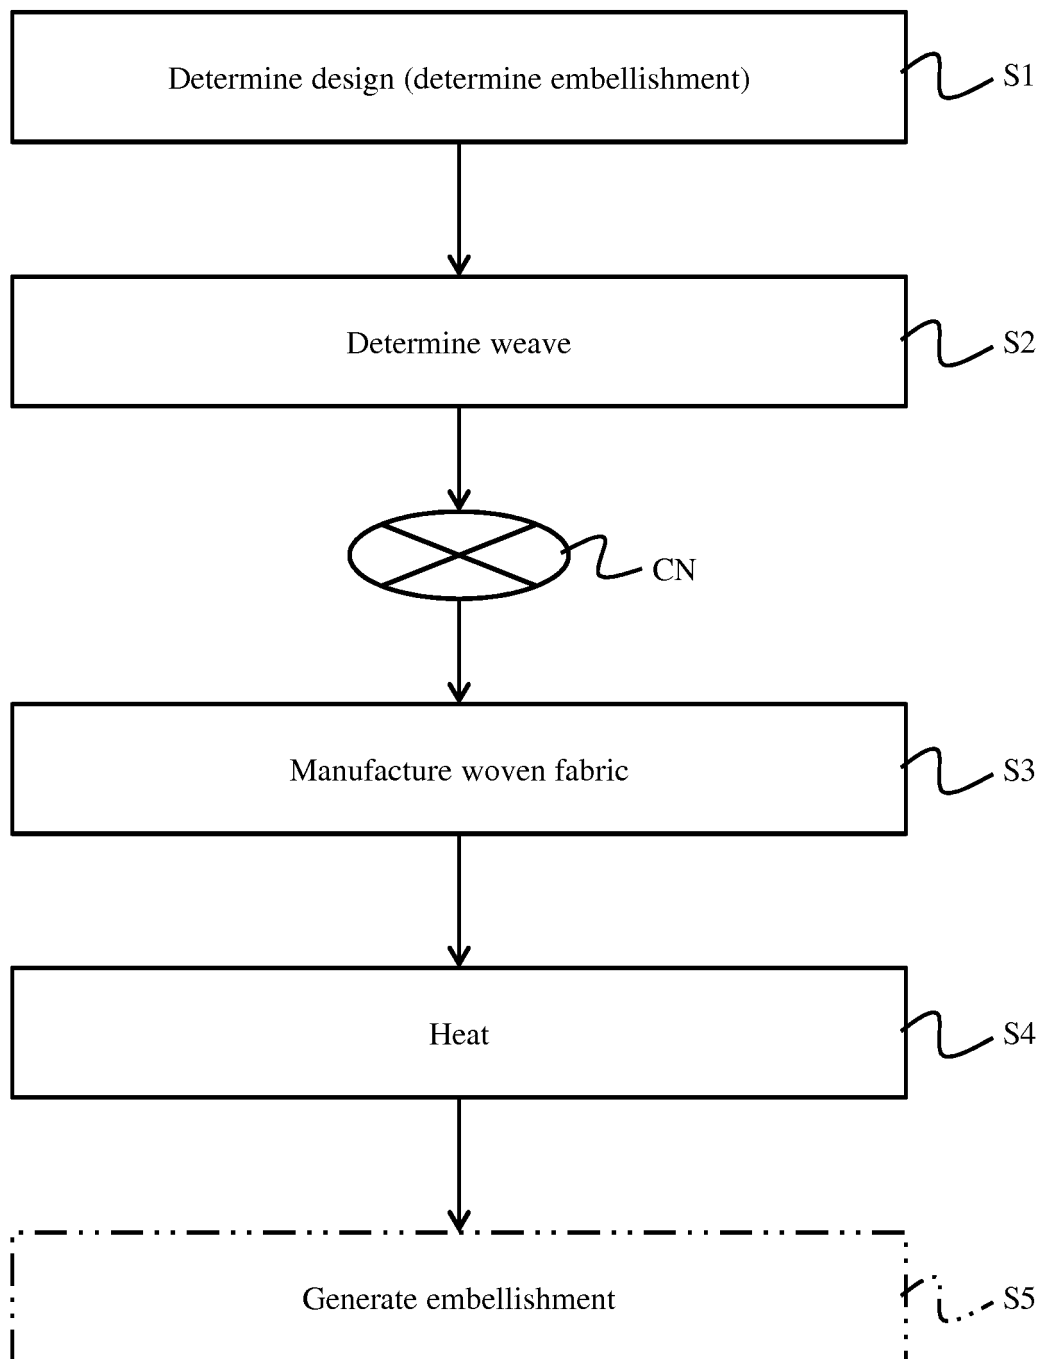 Determine design (determine embellishment)
S1
Determine weave
S2
CN
Manufacture woven fabric
S3
Heat
S4
Generate embellishment
S5